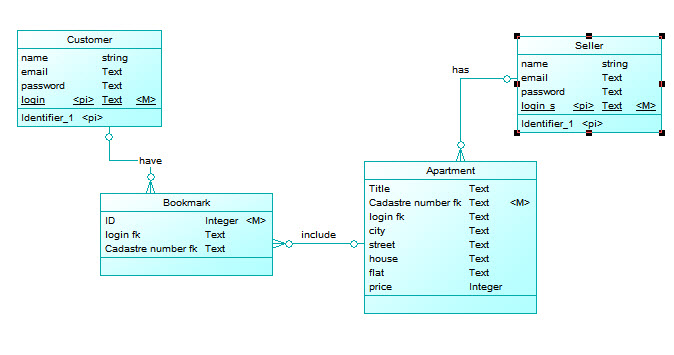 Customer
name string
email Text
password Text
login <pi> Text <M>
Identifier_1 <pi>
Seller
name string
email Text
password Text
login_s <pi> Text <M>
Identifier_1 <pi>
has
have
Bookmark
ID Integer <M>
login fk Text
Cadastre number fk Text
include
Apartment
Title Text
Cadastre number fk Text <M>
login fk Text
city Text
street Text
house Text
flat Text
price Integer